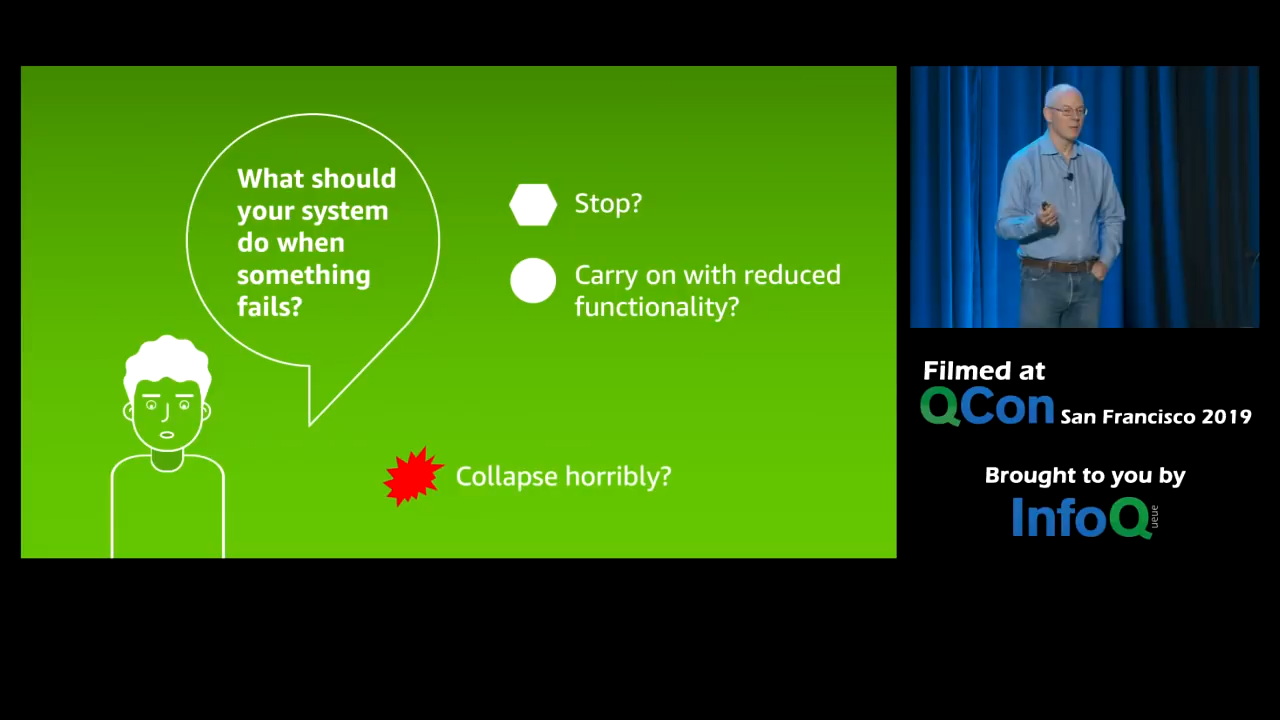 What should
your system
do when
something
fails?
Stop?
Carry on with reduced
functionality?
Collapse horribly?
Filmed at
QCon San Francisco 2019
Brought to you by
InfoQ
ueue